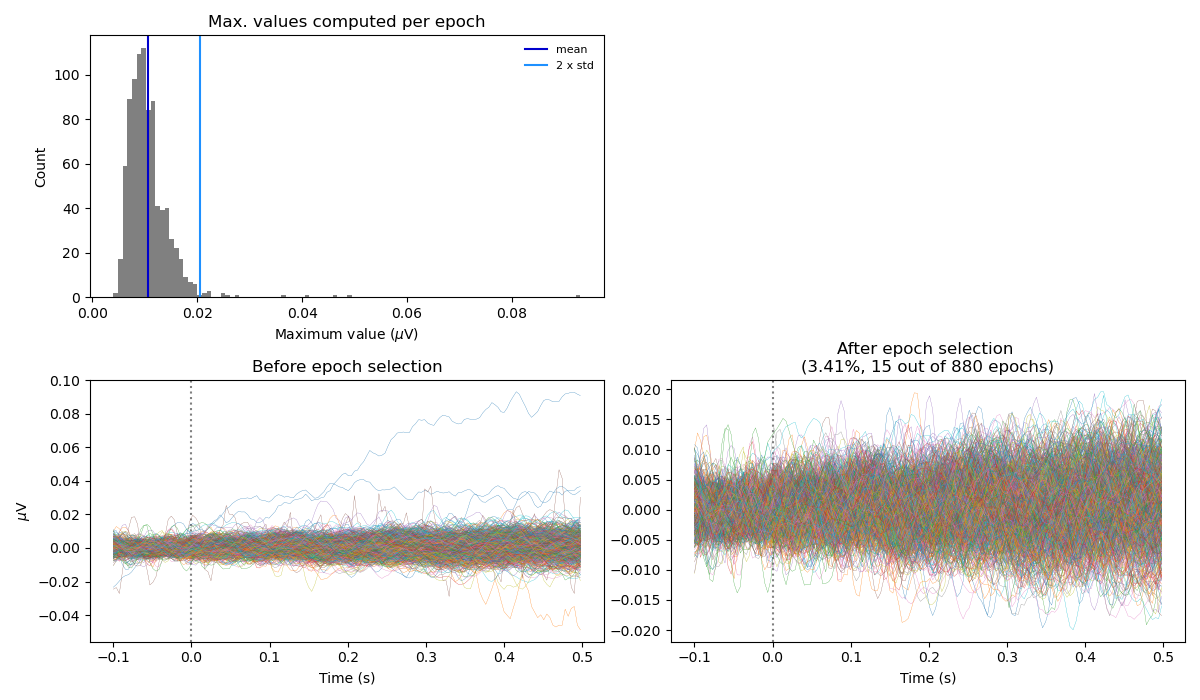 Max. values computed per epoch
mean
2 x std
100
80
60
40
20
0
Count
0.00 0.02 0.04 0.06 0.08
Maximum value (μV)
Before epoch selection
0.10
0.08
0.06
0.04
0.02
0.00
−0.02
−0.04
μV
−0.1 0.0 0.1 0.2 0.3 0.4 0.5
Time (s)
After epoch selection
(3.41%, 15 out of 880 epochs)
0.020
0.015
0.010
0.005
0.000
−0.005
−0.010
−0.015
−0.020
−0.1 0.0 0.1 0.2 0.3 0.4 0.5
Time (s)